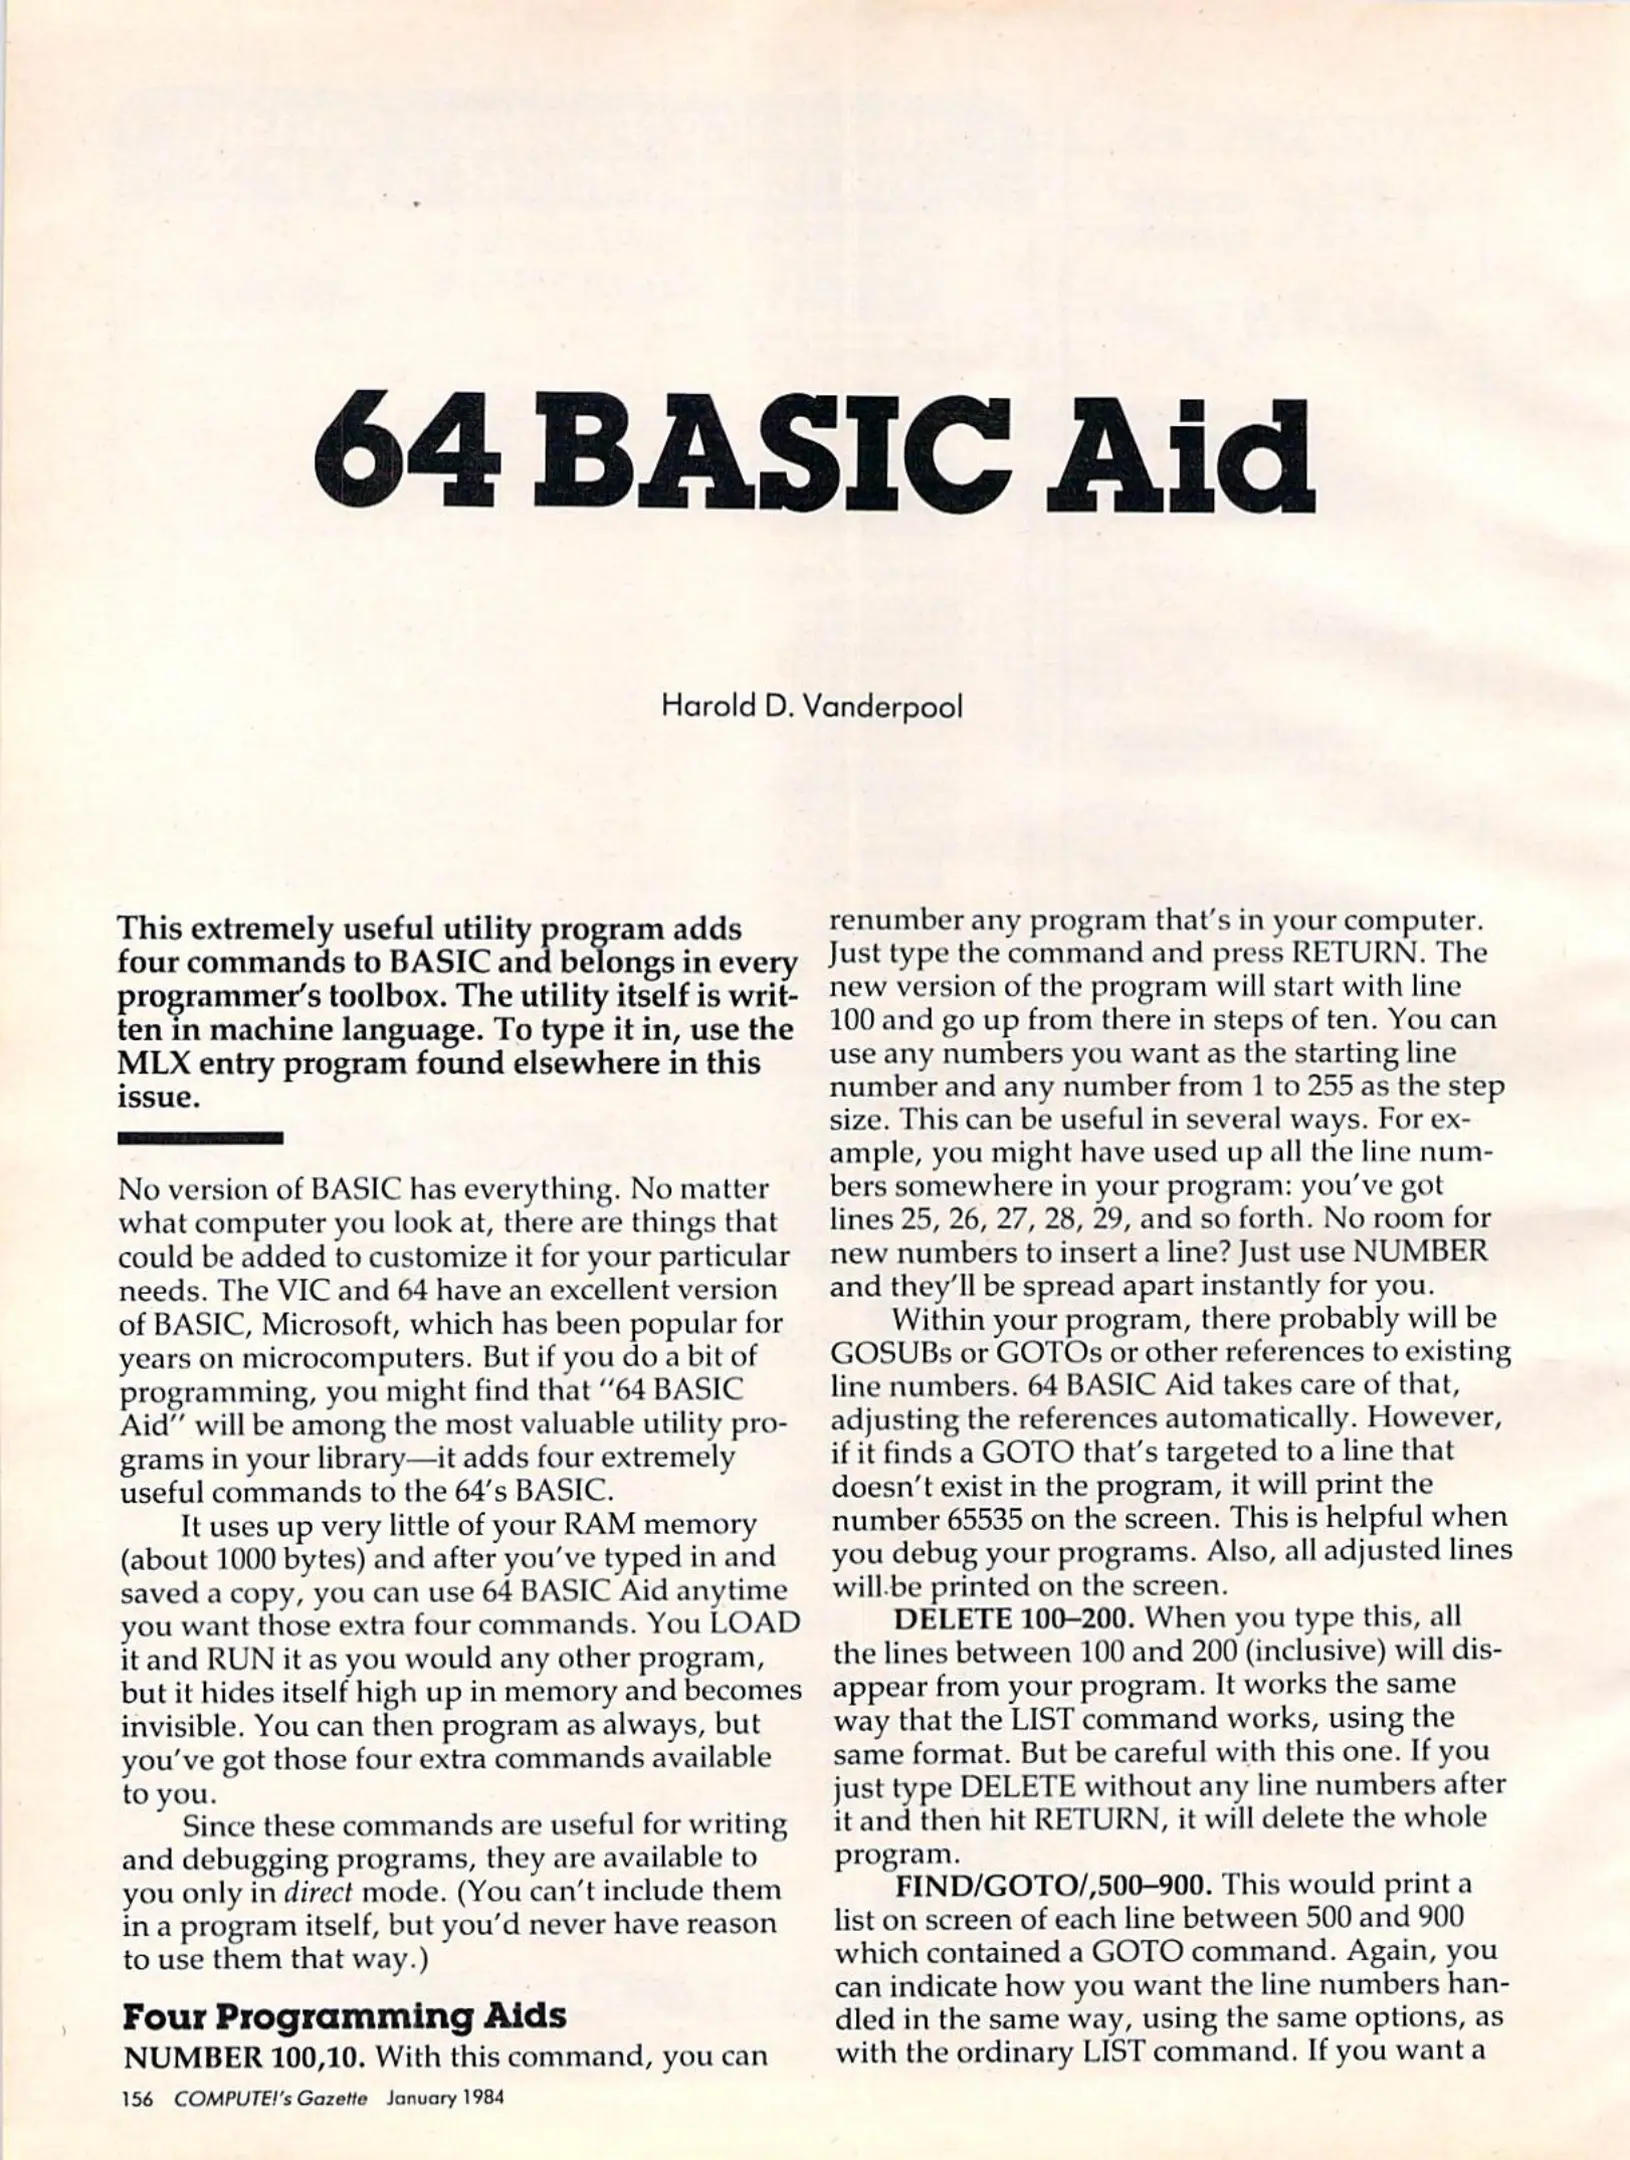 64 BASIC Aid
Harold D. Vanderpool
This extremely useful utility program adds
four commands to BASIC and belongs in every
programmer's toolbox. The utility itself is writ-
ten in machine language. To type it in, use the
MLX entry program found elsewhere in this
issue.
No version of BASIC has everything. No matter
what computer you look at, there are things that
could be added to customize it for your particular
needs. The VIC and 64 have an excellent version
of BASIC, Microsoft, which has been popular for
years on microcomputers. But if you do a bit of
programming, you might find that "64 BASIC
Aid" will be among the most valuable utility pro-
grams in your library—it adds four extremely
useful commands to the 64's BASIC.
It uses up very little of your RAM memory
(about 1000 bytes) and after you've typed in and
saved a copy, you can use 64 BASIC Aid anytime
you want those extra four commands. You LOAD
it and RUN it as you would any other program,
but it hides itself high up in memory and becomes
invisible. You can then program as always, but
you've got those four extra commands available
to you.
Since these commands are useful for writing
and debugging programs, they are available to
you only in direct mode. (You can't include them
in a program itself, but you'd never have reason
to use them that way.)
Four Programming Aids
NUMBER 100,10. With this command, you can
renumber any program that's in your computer.
Just type the command and press RETURN. The
new version of the program will start with line
100 and go up from there in steps of ten. You can
use any numbers you want as the starting line
number and any number from 1 to 255 as the step
size. This can be useful in several ways. For ex-
ample, you might have used up all the line num-
bers somewhere in your program: you've got
lines 25, 26, 27, 28, 29, and so forth. No room for
new numbers to insert a line? Just use NUMBER
and they'll be spread apart instantly for you.
Within your program, there probably will be
GOSUBs or GOTOs or other references to existing
line numbers. 64 BASIC Aid takes care of that,
adjusting the references automatically. However,
if it finds a GOTO that's targeted to a line that
doesn't exist in the program, it will print the
number 65535 on the screen. This is helpful when
you debug your programs. Also, all adjusted lines
will be printed on the screen.
DELETE 100–200. When you type this, all
the lines between 100 and 200 (inclusive) will dis-
appear from your program. It works the same
way that the LIST command works, using the
same format. But be careful with this one. If you
just type DELETE without any line numbers after
it and then hit RETURN, it will delete the whole
program.
FIND/GOTO/,500–900. This would print a
list on screen of each line between 500 and 900
which contained a GOTO command. Again, you
can indicate how you want the line numbers han-
dled in the same way, using the same options, as
with the ordinary LIST command. If you want a
156 COMPUTE!'s Gazette January 1984